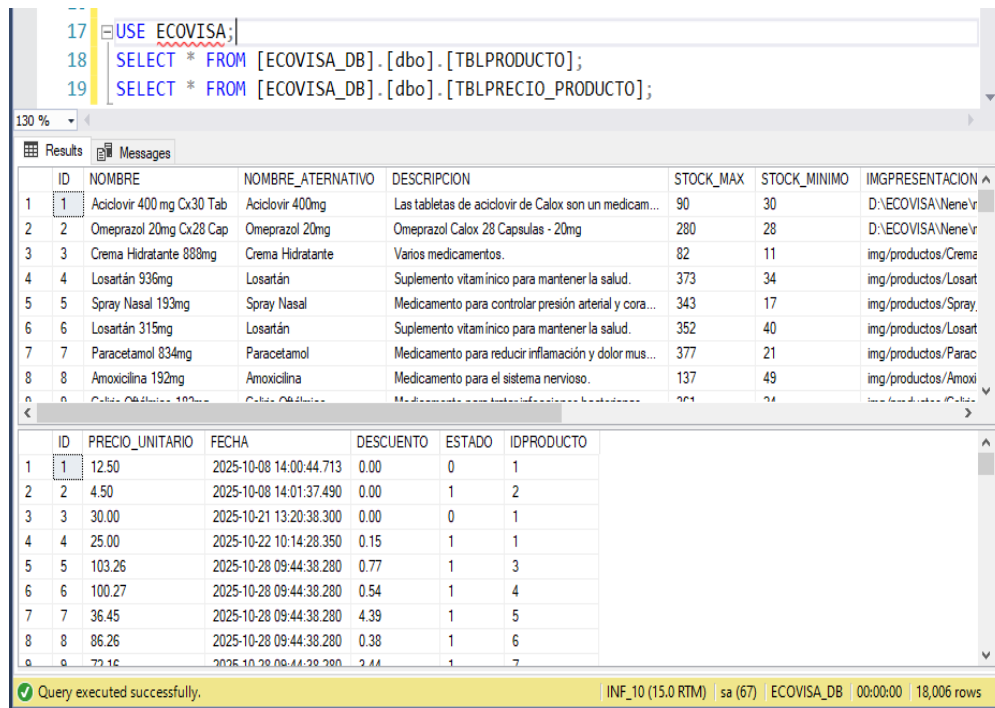 17 USE ECOVISA;
18 SELECT * FROM [ECOVISA_DB].[dbo].[TBLPRODUCTO];
19 SELECT * FROM [ECOVISA_DB].[dbo].[TBLPRECIO_PRODUCTO];
130 %
Results Messages
ID NOMBRE NOMBRE_ATERNATIVO DESCRIPCION STOCK_MAX STOCK_MINIMO IMGPRESENTACION
1 1 Aciclovir 400 mg Cx30 Tab Aciclovir 400mg Las tabletas de aciclovir de Calox son un medicam... 90 30 D:\ECOVISA\Nene\
2 2 Omeprazol 20mg Cx28 Cap Omeprazol 20mg Omeprazol Calox 28 Capsulas - 20mg 280 28 D:\ECOVISA\Nene\
3 3 Crema Hidratante 888mg Crema Hidratante Varios medicamentos. 82 11 img/productos/Crema
4 4 Losartán 936mg Losartán Suplemento vitamínico para mantener la salud. 373 34 img/productos/Losart
5 5 Spray Nasal 193mg Spray Nasal Medicamento para controlar presión arterial y cora... 343 17 img/productos/Spray_
6 6 Losartán 315mg Losartán Suplemento vitamínico para mantener la salud. 352 40 img/productos/Losart
7 7 Paracetamol 834mg Paracetamol Medicamento para reducir inflamación y dolor mus... 377 21 img/productos/Parac
8 8 Amoxicilina 192mg Amoxicilina Medicamento para el sistema nervioso. 137 49 img/productos/Amoxi
ID PRECIO_UNITARIO FECHA DESCUENTO ESTADO IDPRODUCTO
1 1 12.50 2025-10-08 14:00:44.713 0.00 0 1
2 2 4.50 2025-10-08 14:01:37.490 0.00 1 2
3 3 30.00 2025-10-21 13:20:38.300 0.00 0 1
4 4 25.00 2025-10-22 10:14:28.350 0.15 1 1
5 5 103.26 2025-10-28 09:44:38.280 0.77 1 3
6 6 100.27 2025-10-28 09:44:38.280 0.54 1 4
7 7 36.45 2025-10-28 09:44:38.280 4.39 1 5
8 8 86.26 2025-10-28 09:44:38.280 0.38 1 6
Query executed successfully. INF_10 (15.0 RTM) sa (67) ECOVISA_DB 00:00:00 18,006 rows